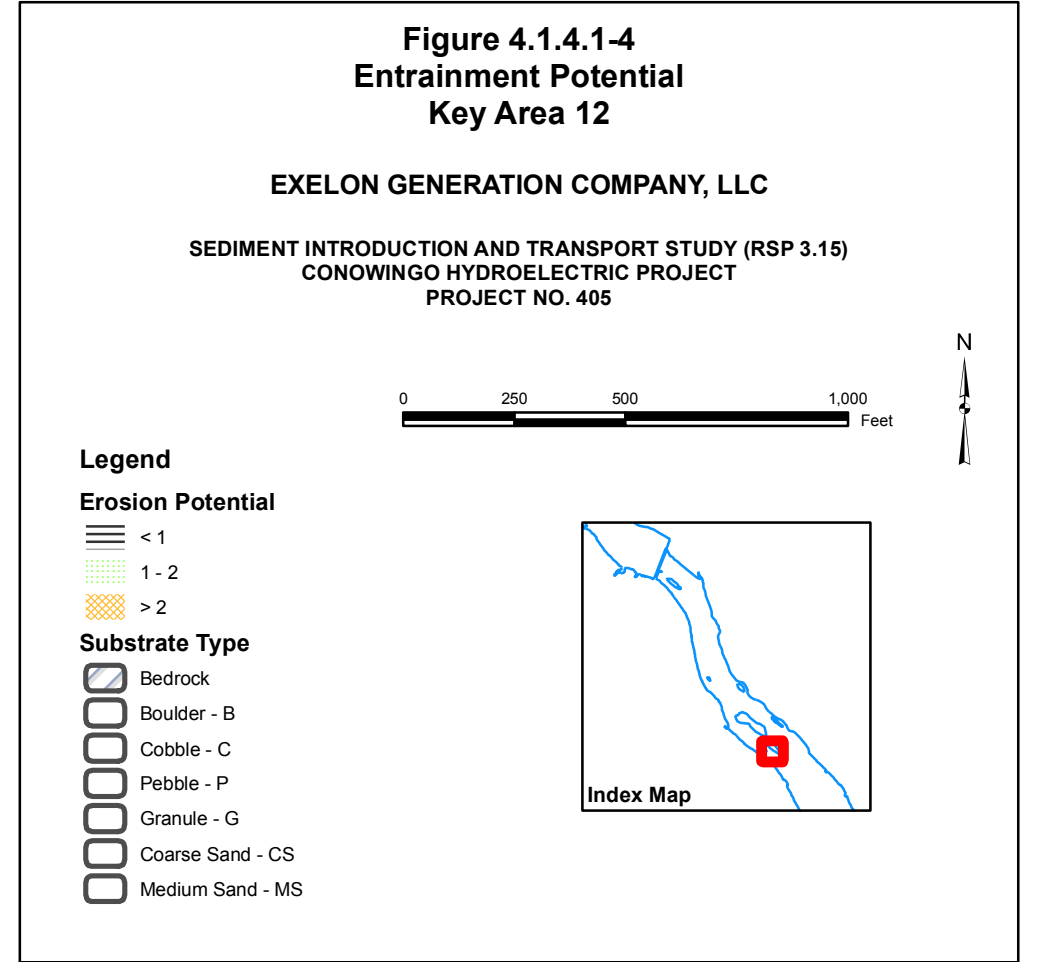 Figure 4.1.4.1-4
Entrainment Potential
Key Area 12
EXELON GENERATION COMPANY, LLC
SEDIMENT INTRODUCTION AND TRANSPORT STUDY (RSP 3.15)
CONOWINGO HYDROELECTRIC PROJECT
PROJECT NO. 405
N
0 250 500 1,000
Feet
Legend
Erosion Potential
< 1
1 - 2
> 2
Substrate Type
Bedrock
Boulder - B
Cobble - C
Pebble - P
Granule - G
Coarse Sand - CS
Medium Sand - MS
Index Map